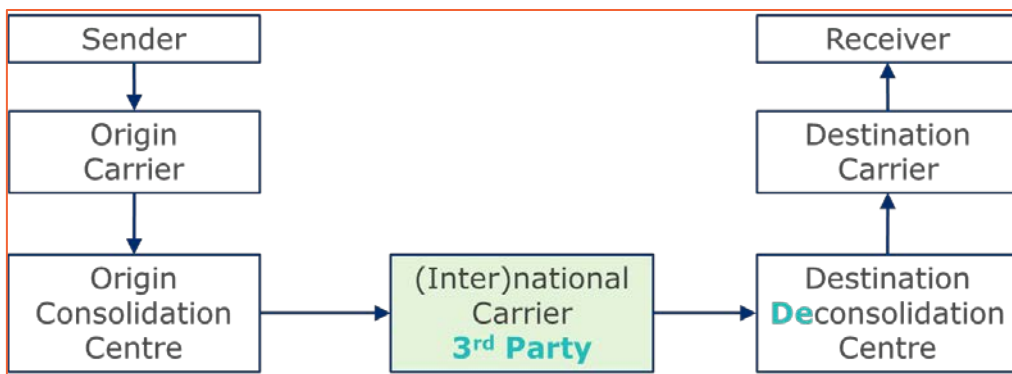 Sender
Receiver
Origin
Carrier
Destination
Carrier
Origin
Consolidation
Centre
(Inter)national
Carrier
3rd Party
Destination
Deconsolidation
Centre